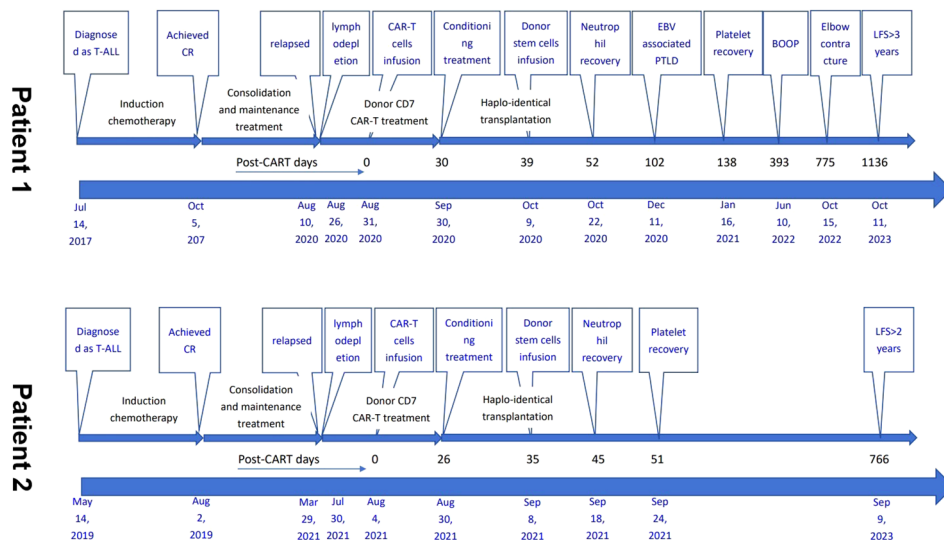 Patient 1
Diagnose
d as T-ALL
Achieved
CR
relapsed
lymph
odepl
etion
CAR-T
cells
infusion
Conditioni
ng
treatment
Donor
stem cells
infusion
Neutrop
hil
recovery
EBV
associated
PTLD
Platelet
recovery
BOOP
Elbow
contra
cture
LFS>3
years
Induction
chemotherapy
Consolidation
and maintenance
treatment
Donor CD7
CAR-T treatment
Haplo-identical
transplantation
Post-CART days
0
30
39
52
102
138
393
775
1136
Jul
14,
2017
Oct
5,
207
Aug
10,
2020
Aug
26,
2020
Aug
31,
2020
Sep
30,
2020
Oct
9,
2020
Oct
22,
2020
Dec
11,
2020
Jan
16,
2021
Jun
10,
2022
Oct
15,
2022
Oct
11,
2023
Patient 2
Diagnose
d as T-ALL
Achieved
CR
relapsed
lymph
odepl
etion
CAR-T
cells
infusion
Conditioni
ng
treatment
Donor
stem cells
infusion
Neutrop
hil
recovery
Platelet
recovery
LFS>2
years
Induction
chemotherapy
Consolidation
and maintenance
treatment
Donor CD7
CAR-T treatment
Haplo-identical
transplantation
Post-CART days
0
26
35
45
51
766
May
14,
2019
Aug
2,
2019
Mar
29,
2021
Jul
30,
2021
Aug
4,
2021
Aug
30,
2021
Sep
8,
2021
Sep
18,
2021
Sep
24,
2021
Sep
9,
2023